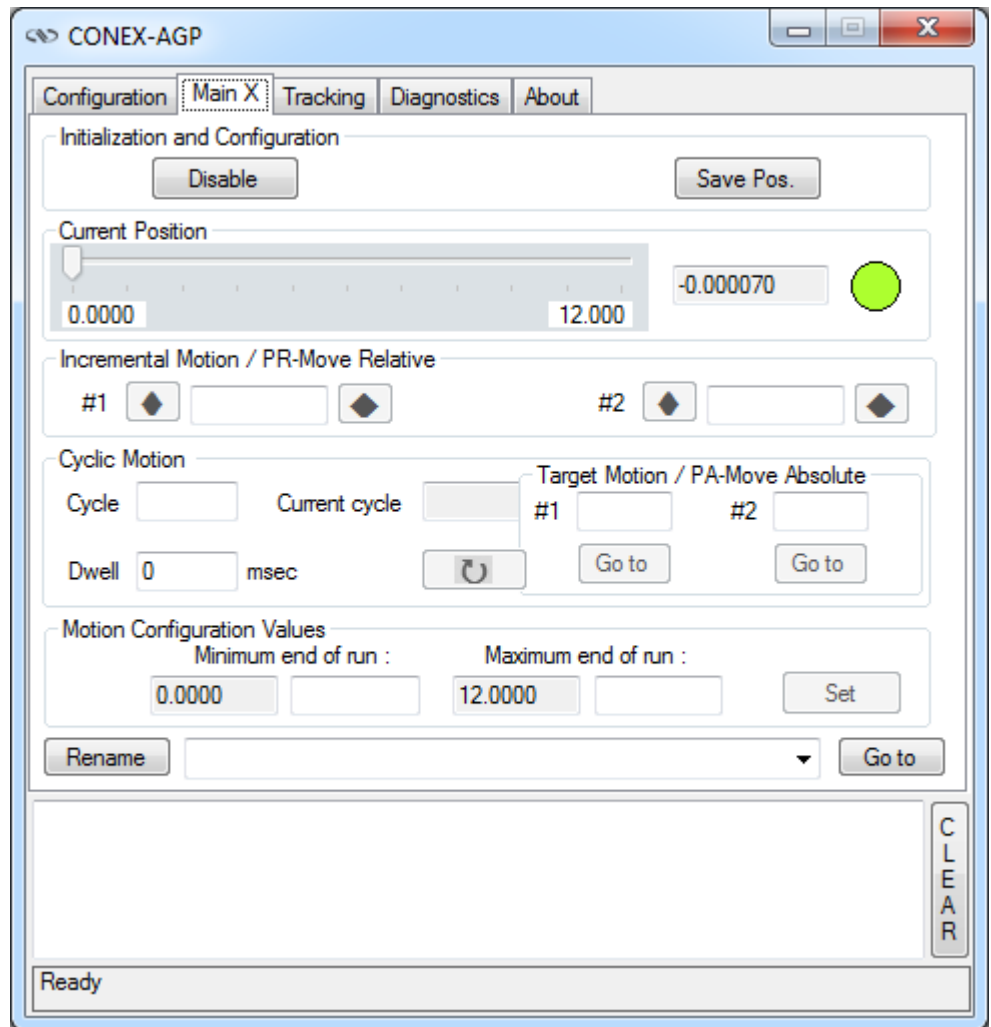 CONEX-AGP
Configuration Main X Tracking Diagnostics About
Initialization and Configuration
Disable Save Pos.
Current Position
-0.000070
0.0000 12.000
Incremental Motion / PR-Move Relative
#1 #2
Cyclic Motion
Target Motion / PA-Move Absolute
Cycle Current cycle #1 #2
Dwell 0 msec Go to Go to
Motion Configuration Values
Minimum end of run : Maximum end of run :
0.0000 12.0000 Set
Rename Go to
CLEAR
Ready